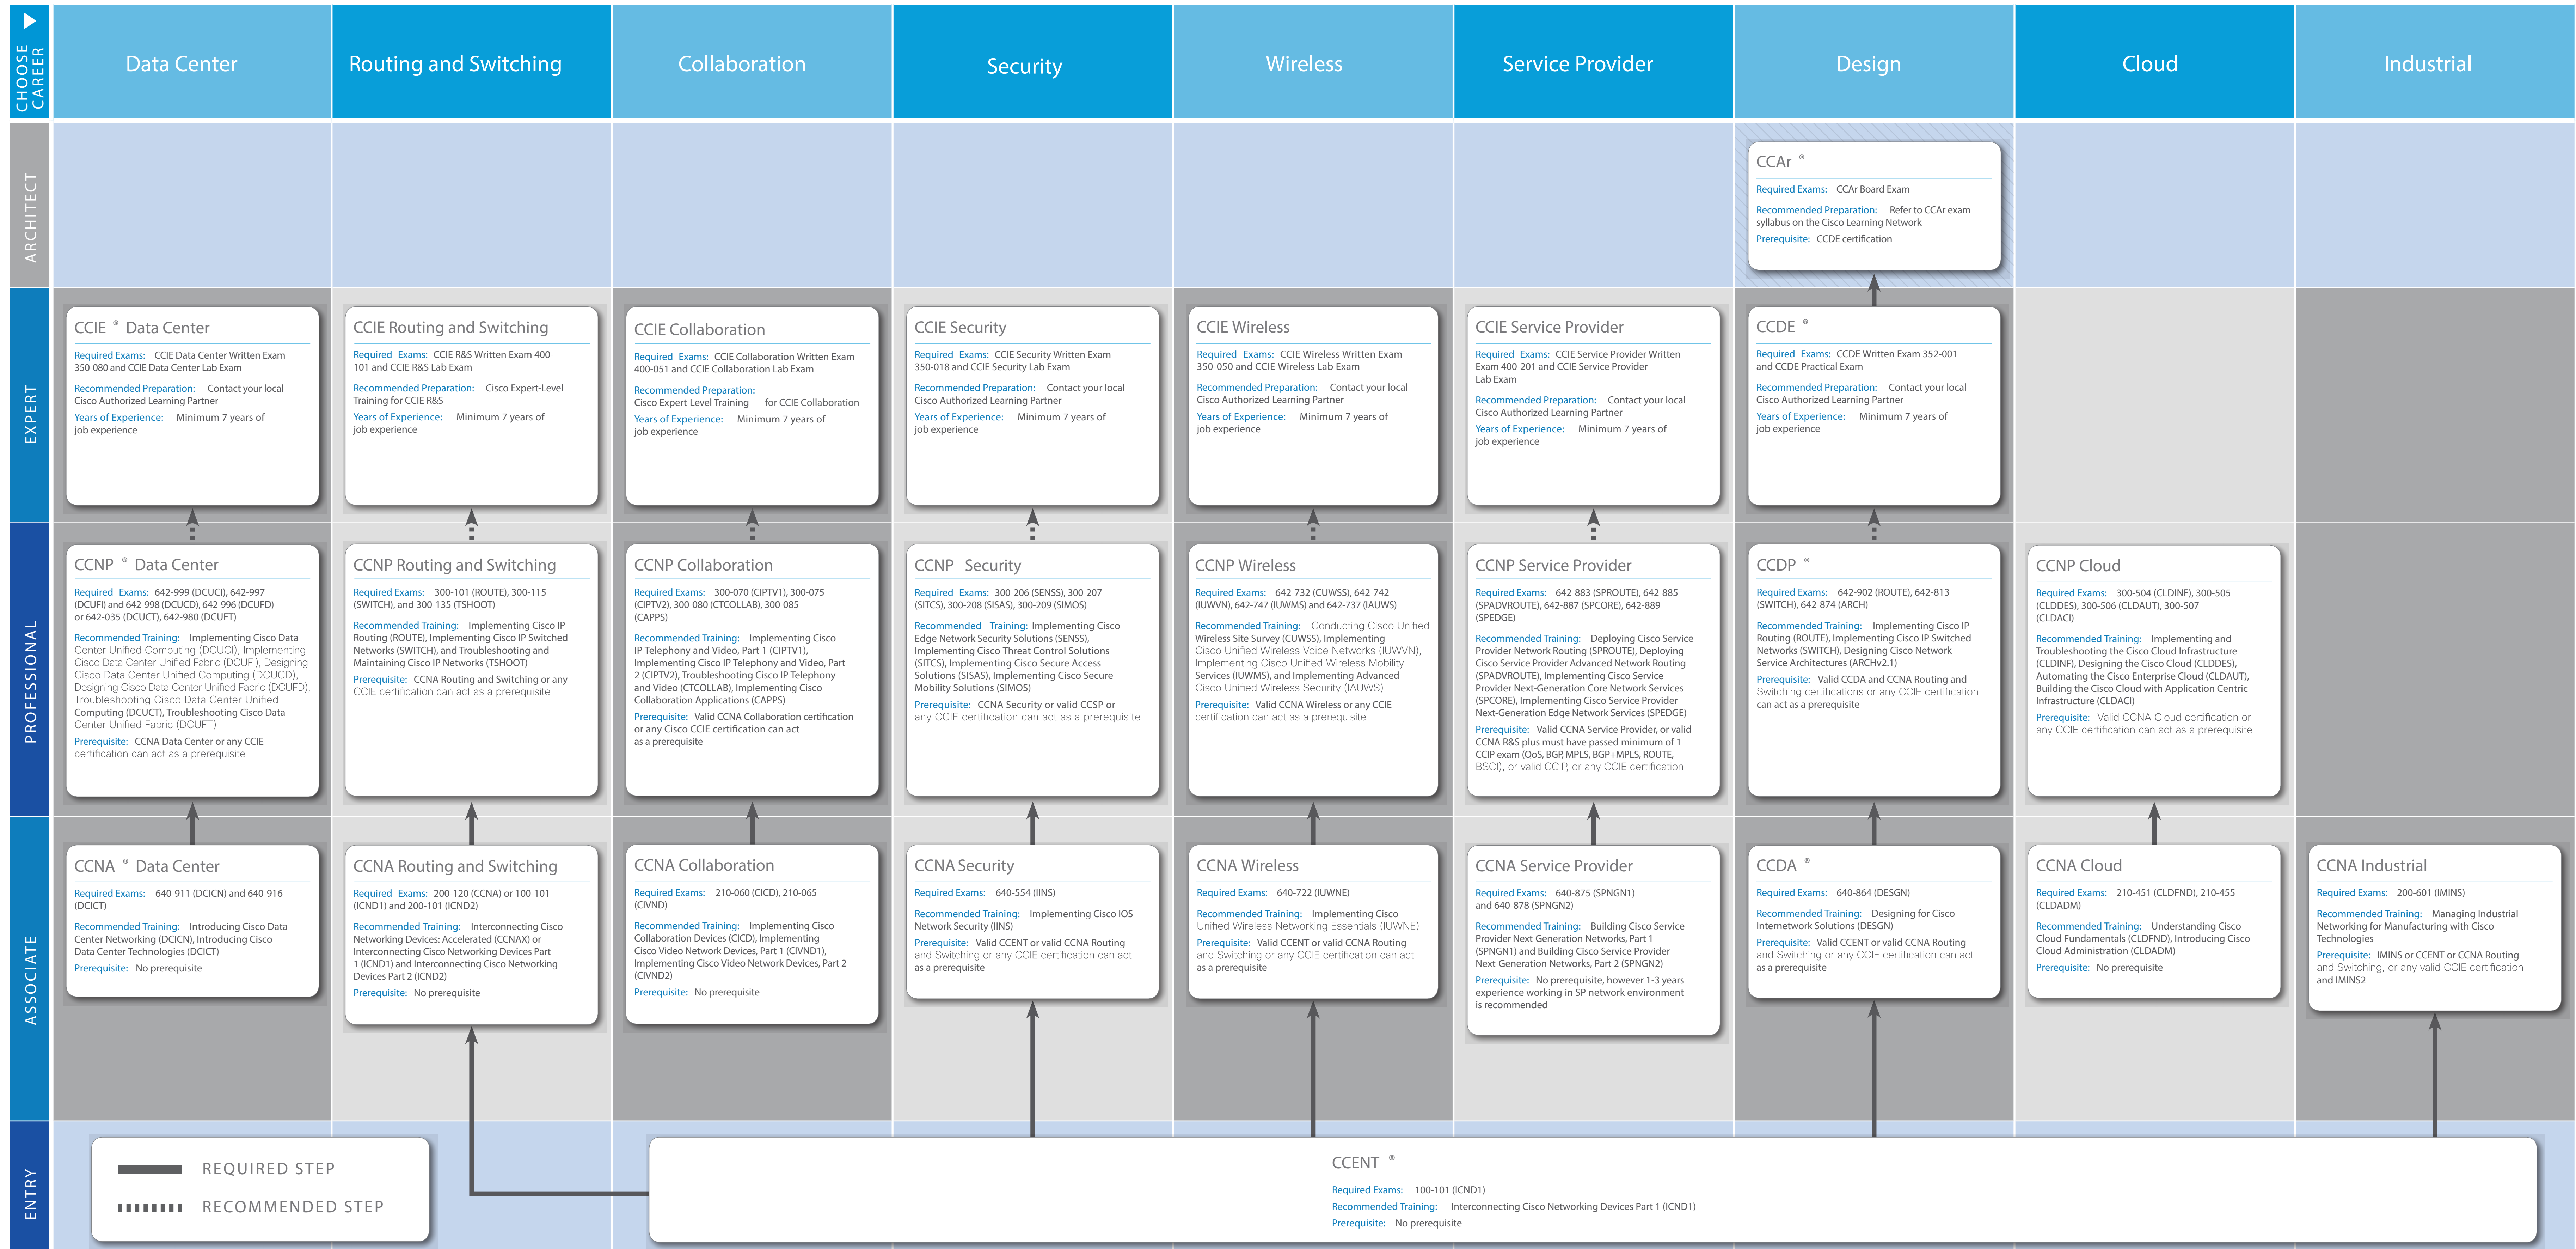 CHOOSE
CAREER
Data Center
Routing and Switching
Collaboration
Security
Wireless
Service Provider
Design
Cloud
Industrial
ARCHITECT
CCAr ®
Required Exams: CCAr Board Exam
Recommended Preparation: Refer to CCAr exam
syllabus on the Cisco Learning Network
Prerequisite: CCDE certification
EXPERT
CCIE ® Data Center
Required Exams: CCIE Data Center Written Exam
350-080 and CCIE Data Center Lab Exam
Recommended Preparation: Contact your local
Cisco Authorized Learning Partner
Years of Experience: Minimum 7 years of
job experience
CCIE Routing and Switching
Required Exams: CCIE R&S Written Exam 400-
101 and CCIE R&S Lab Exam
Recommended Preparation: Cisco Expert-Level
Training for CCIE R&S
Years of Experience: Minimum 7 years of
job experience
CCIE Collaboration
Required Exams: CCIE Collaboration Written Exam
400-051 and CCIE Collaboration Lab Exam
Recommended Preparation:
Cisco Expert-Level Training for CCIE Collaboration
Years of Experience: Minimum 7 years of
job experience
CCIE Security
Required Exams: CCIE Security Written Exam
350-018 and CCIE Security Lab Exam
Recommended Preparation: Contact your local
Cisco Authorized Learning Partner
Years of Experience: Minimum 7 years of
job experience
CCIE Wireless
Required Exams: CCIE Wireless Written Exam
350-050 and CCIE Wireless Lab Exam
Recommended Preparation: Contact your local
Cisco Authorized Learning Partner
Years of Experience: Minimum 7 years of
job experience
CCIE Service Provider
Required Exams: CCIE Service Provider Written
Exam 400-201 and CCIE Service Provider
Lab Exam
Recommended Preparation: Contact your local
Cisco Authorized Learning Partner
Years of Experience: Minimum 7 years of
job experience
CCDE ®
Required Exams: CCDE Written Exam 352-001
and CCDE Practical Exam
Recommended Preparation: Contact your local
Cisco Authorized Learning Partner
Years of Experience: Minimum 7 years of
job experience
PROFESSIONAL
CCNP ® Data Center
Required Exams: 642-999 (DCUCI), 642-997
(DCUFI) and 642-998 (DCUCD), 642-996 (DCUFD)
or 642-035 (DCUCT), 642-980 (DCUFT)
Recommended Training: Implementing Cisco Data
Center Unified Computing (DCUCI), Implementing
Cisco Data Center Unified Fabric (DCUFI), Designing
Cisco Data Center Unified Computing (DCUCD),
Designing Cisco Data Center Unified Fabric (DCUFD),
Troubleshooting Cisco Data Center Unified
Computing (DCUCT), Troubleshooting Cisco Data
Center Unified Fabric (DCUFT)
Prerequisite: CCNA Data Center or any CCIE
certification can act as a prerequisite
CCNP Routing and Switching
Required Exams: 300-101 (ROUTE), 300-115
(SWITCH), and 300-135 (TSHOOT)
Recommended Training: Implementing Cisco IP
Routing (ROUTE), Implementing Cisco IP Switched
Networks (SWITCH), and Troubleshooting and
Maintaining Cisco IP Networks (TSHOOT)
Prerequisite: CCNA Routing and Switching or any
CCIE certification can act as a prerequisite
CCNP Collaboration
Required Exams: 300-070 (CIPTV1), 300-075
(CIPTV2), 300-080 (CTCOLLAB), 300-085
(CAPPS)
Recommended Training: Implementing Cisco
IP Telephony and Video, Part 1 (CIPTV1),
Implementing Cisco IP Telephony and Video, Part
2 (CIPTV2), Troubleshooting Cisco IP Telephony
and Video (CTCOLLAB), Implementing Cisco
Collaboration Applications (CAPPS)
Prerequisite: Valid CCNA Collaboration certification
or any Cisco CCIE certification can act
as a prerequisite
CCNP Security
Required Exams: 300-206 (SENSS), 300-207
(SITCS), 300-208 (SISAS), 300-209 (SIMOS)
Recommended Training: Implementing Cisco
Edge Network Security Solutions (SENSS),
Implementing Cisco Threat Control Solutions
(SITCS), Implementing Cisco Secure Access
Solutions (SISAS), Implementing Cisco Secure
Mobility Solutions (SIMOS)
Prerequisite: CCNA Security or valid CCSP or
any CCIE certification can act as a prerequisite
CCNP Wireless
Required Exams: 642-732 (CUWSS), 642-742
(IUWVN), 642-747 (IUWMS) and 642-737 (IAUWS)
Recommended Training: Conducting Cisco Unified
Wireless Site Survey (CUWSS), Implementing
Cisco Unified Wireless Voice Networks (IUWVN),
Implementing Cisco Unified Wireless Mobility
Services (IUWMS), and Implementing Advanced
Cisco Unified Wireless Security (IAUWS)
Prerequisite: Valid CCNA Wireless or any CCIE
certification can act as a prerequisite
CCNP Service Provider
Required Exams: 642-883 (SPROUTE), 642-885
(SPADVROUTE), 642-887 (SPCORE), 642-889
(SPEDGE)
Recommended Training: Deploying Cisco Service
Provider Network Routing (SPROUTE), Deploying
Cisco Service Provider Advanced Network Routing
(SPADVROUTE), Implementing Cisco Service
Provider Next-Generation Core Network Services
(SPCORE), Implementing Cisco Service Provider
Next-Generation Edge Network Services (SPEDGE)
Prerequisite: Valid CCNA Service Provider, or valid
CCNA R&S plus must have passed minimum of 1
CCIP exam (QoS, BGP, MPLS, BGP+MPLS, ROUTE,
BSCI), or valid CCIP, or any CCIE certification
CCDP ®
Required Exams: 642-902 (ROUTE), 642-813
(SWITCH), 642-874 (ARCH)
Recommended Training: Implementing Cisco IP
Routing (ROUTE), Implementing Cisco IP Switched
Networks (SWITCH), Designing Cisco Network
Service Architectures (ARCHv2.1)
Prerequisite: Valid CCDA and CCNA Routing and
Switching certifications or any CCIE certification
can act as a prerequisite
CCNP Cloud
Required Exams: 300-504 (CLDINF), 300-505
(CLDDES), 300-506 (CLDAUT), 300-507
(CLDACI)
Recommended Training: Implementing and
Troubleshooting the Cisco Cloud Infrastructure
(CLDINF), Designing the Cisco Cloud (CLDDES),
Automating the Cisco Enterprise Cloud (CLDAUT),
Building the Cisco Cloud with Application Centric
Infrastructure (CLDACI)
Prerequisite: Valid CCNA Cloud certification or
any CCIE certification can act as a prerequisite
ASSOCIATE
CCNA ® Data Center
Required Exams: 640-911 (DCICN) and 640-916
(DCICT)
Recommended Training: Introducing Cisco Data
Center Networking (DCICN), Introducing Cisco
Data Center Technologies (DCICT)
Prerequisite: No prerequisite
CCNA Routing and Switching
Required Exams: 200-120 (CCNA) or 100-101
(ICND1) and 200-101 (ICND2)
Recommended Training: Interconnecting Cisco
Networking Devices: Accelerated (CCNAX) or
Interconnecting Cisco Networking Devices Part
1 (ICND1) and Interconnecting Cisco Networking
Devices Part 2 (ICND2)
Prerequisite: No prerequisite
CCNA Collaboration
Required Exams: 210-060 (CICD), 210-065
(CIVND)
Recommended Training: Implementing Cisco
Collaboration Devices (CICD), Implementing
Cisco Video Network Devices, Part 1 (CIVND1),
Implementing Cisco Video Network Devices, Part 2
(CIVND2)
Prerequisite: No prerequisite
CCNA Security
Required Exams: 640-554 (IINS)
Recommended Training: Implementing Cisco IOS
Network Security (IINS)
Prerequisite: Valid CCENT or valid CCNA Routing
and Switching or any CCIE certification can act
as a prerequisite
CCNA Wireless
Required Exams: 640-722 (IUWNE)
Recommended Training: Implementing Cisco
Unified Wireless Networking Essentials (IUWNE)
Prerequisite: Valid CCENT or valid CCNA Routing
and Switching or any CCIE certification can act
as a prerequisite
CCNA Service Provider
Required Exams: 640-875 (SPNGN1)
and 640-878 (SPNGN2)
Recommended Training: Building Cisco Service
Provider Next-Generation Networks, Part 1
(SPNGN1) and Building Cisco Service Provider
Next-Generation Networks, Part 2 (SPNGN2)
Prerequisite: No prerequisite, however 1-3 years
experience working in SP network environment
is recommended
CCDA ®
Required Exams: 640-864 (DESGN)
Recommended Training: Designing for Cisco
Internetwork Solutions (DESGN)
Prerequisite: Valid CCENT or valid CCNA Routing
and Switching or any CCIE certification can act
as a prerequisite
CCNA Cloud
Required Exams: 210-451 (CLDFND), 210-455
(CLDADM)
Recommended Training: Understanding Cisco
Cloud Fundamentals (CLDFND), Introducing Cisco
Cloud Administration (CLDADM)
Prerequisite: No prerequisite
CCNA Industrial
Required Exams: 200-601 (IMINS)
Recommended Training: Managing Industrial
Networking for Manufacturing with Cisco
Technologies
Prerequisite: IMINS or CCENT or CCNA Routing
and Switching, or any valid CCIE certification
and IMINS2
ENTRY
REQUIRED STEP
RECOMMENDED STEP
CCENT ®
Required Exams: 100-101 (ICND1)
Recommended Training: Interconnecting Cisco Networking Devices Part 1 (ICND1)
Prerequisite: No prerequisite